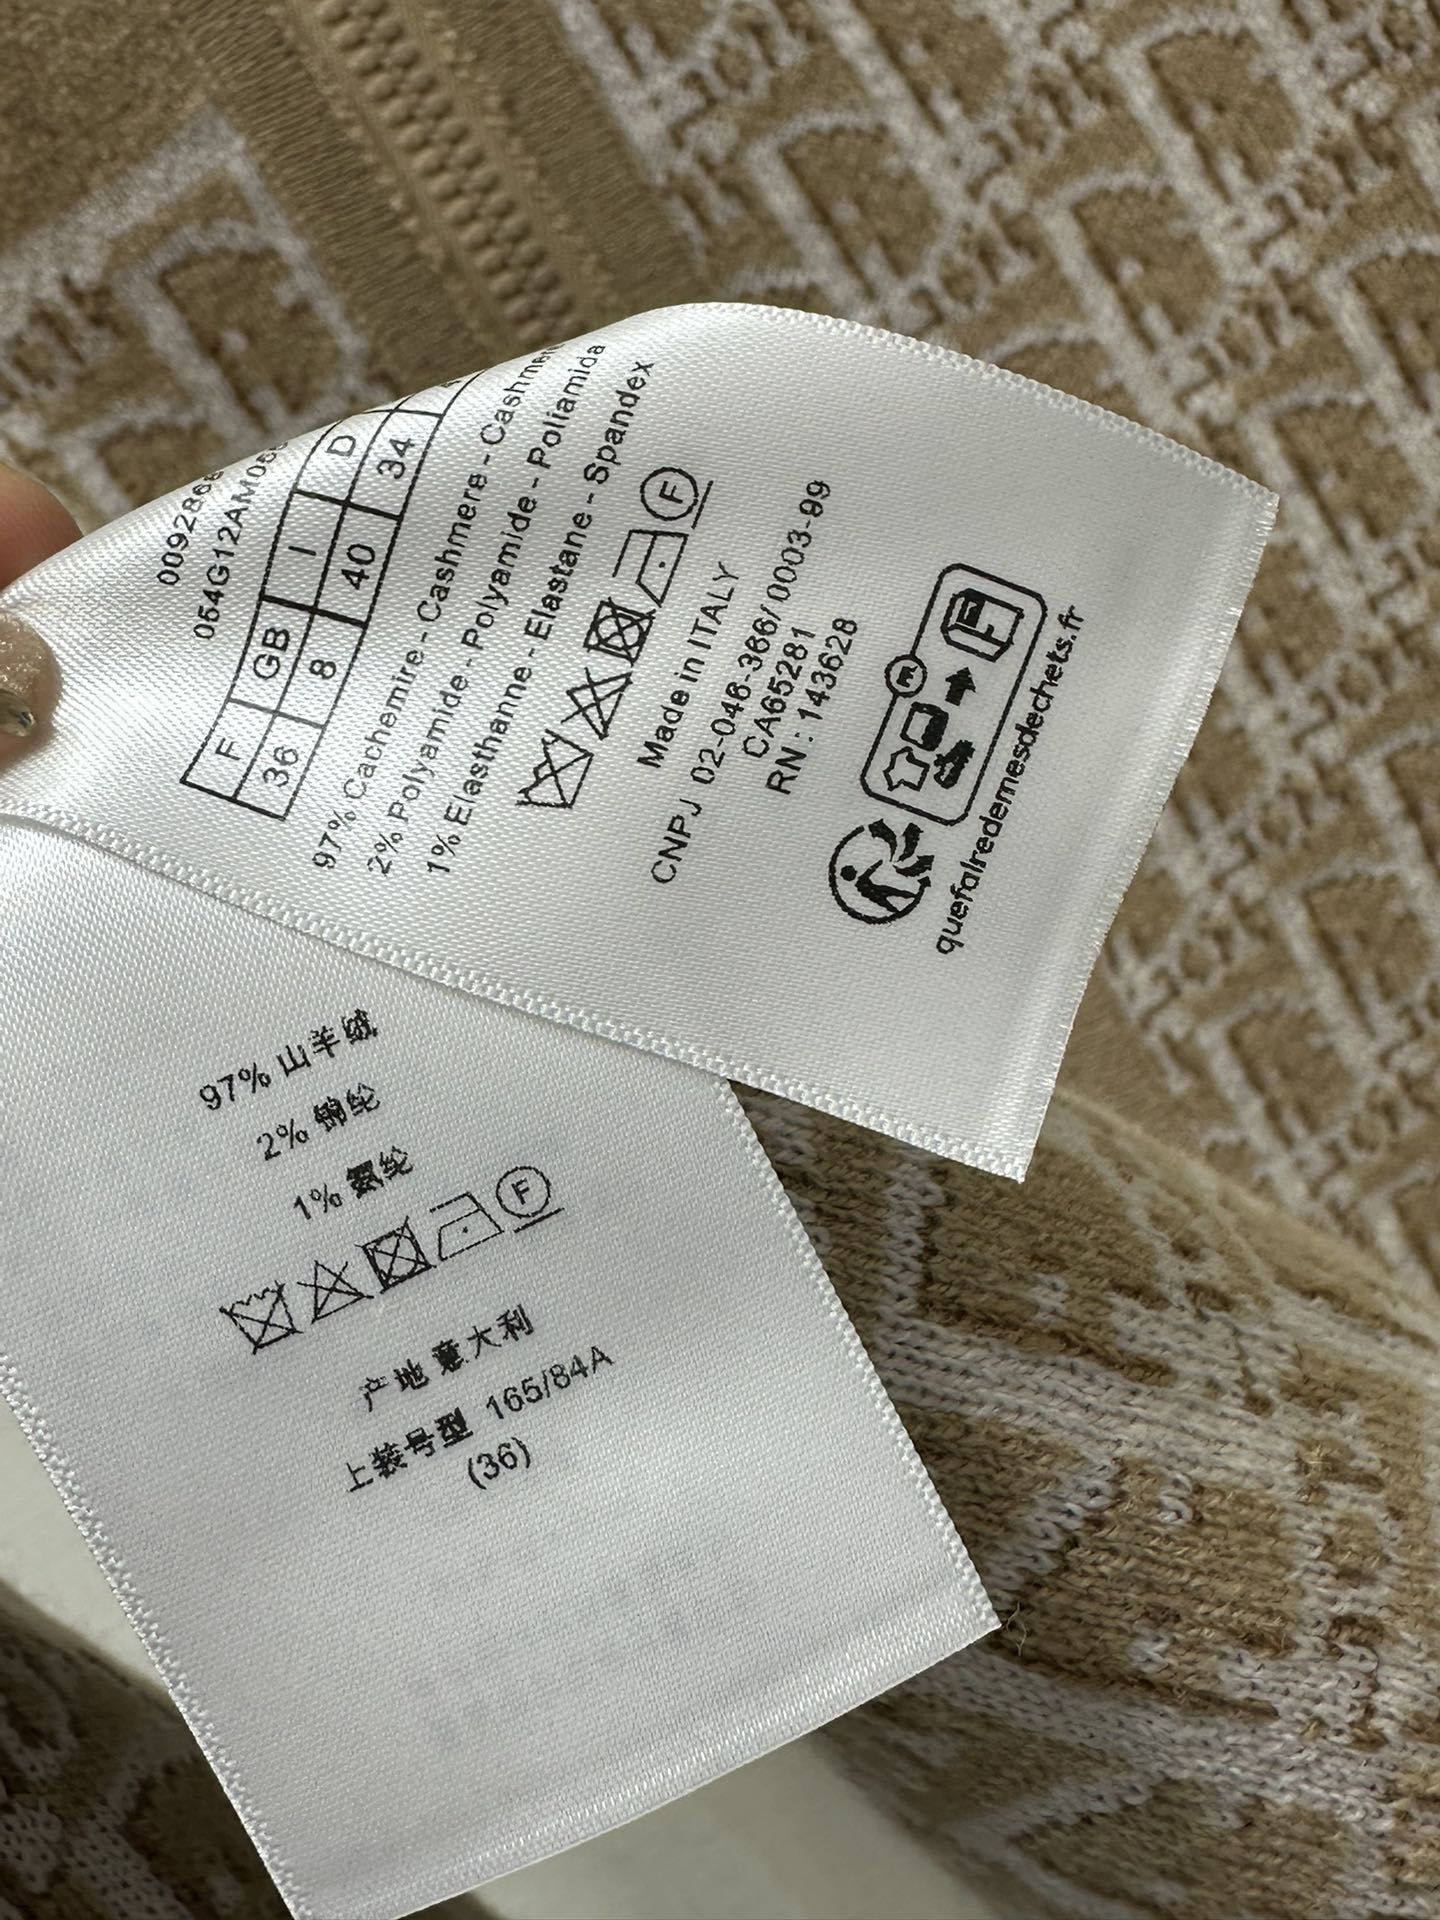 054G12AM05
F GB I D
36 8 40 34
97% Cachemire - Cashmere - Cashmere
2% Polyamide - Polyamide - Poliamida
1% Elasthanne - Elastane - Spandex
F
Made in ITALY
CNPJ 02-046-366/0003-99
CA65281
RN : 143628
FR
quefairedemesdechets.fr
97% 山羊绒
2% 锦纶
1% 氨纶
F
产地 意大利
上装号型 165/84A
(36)